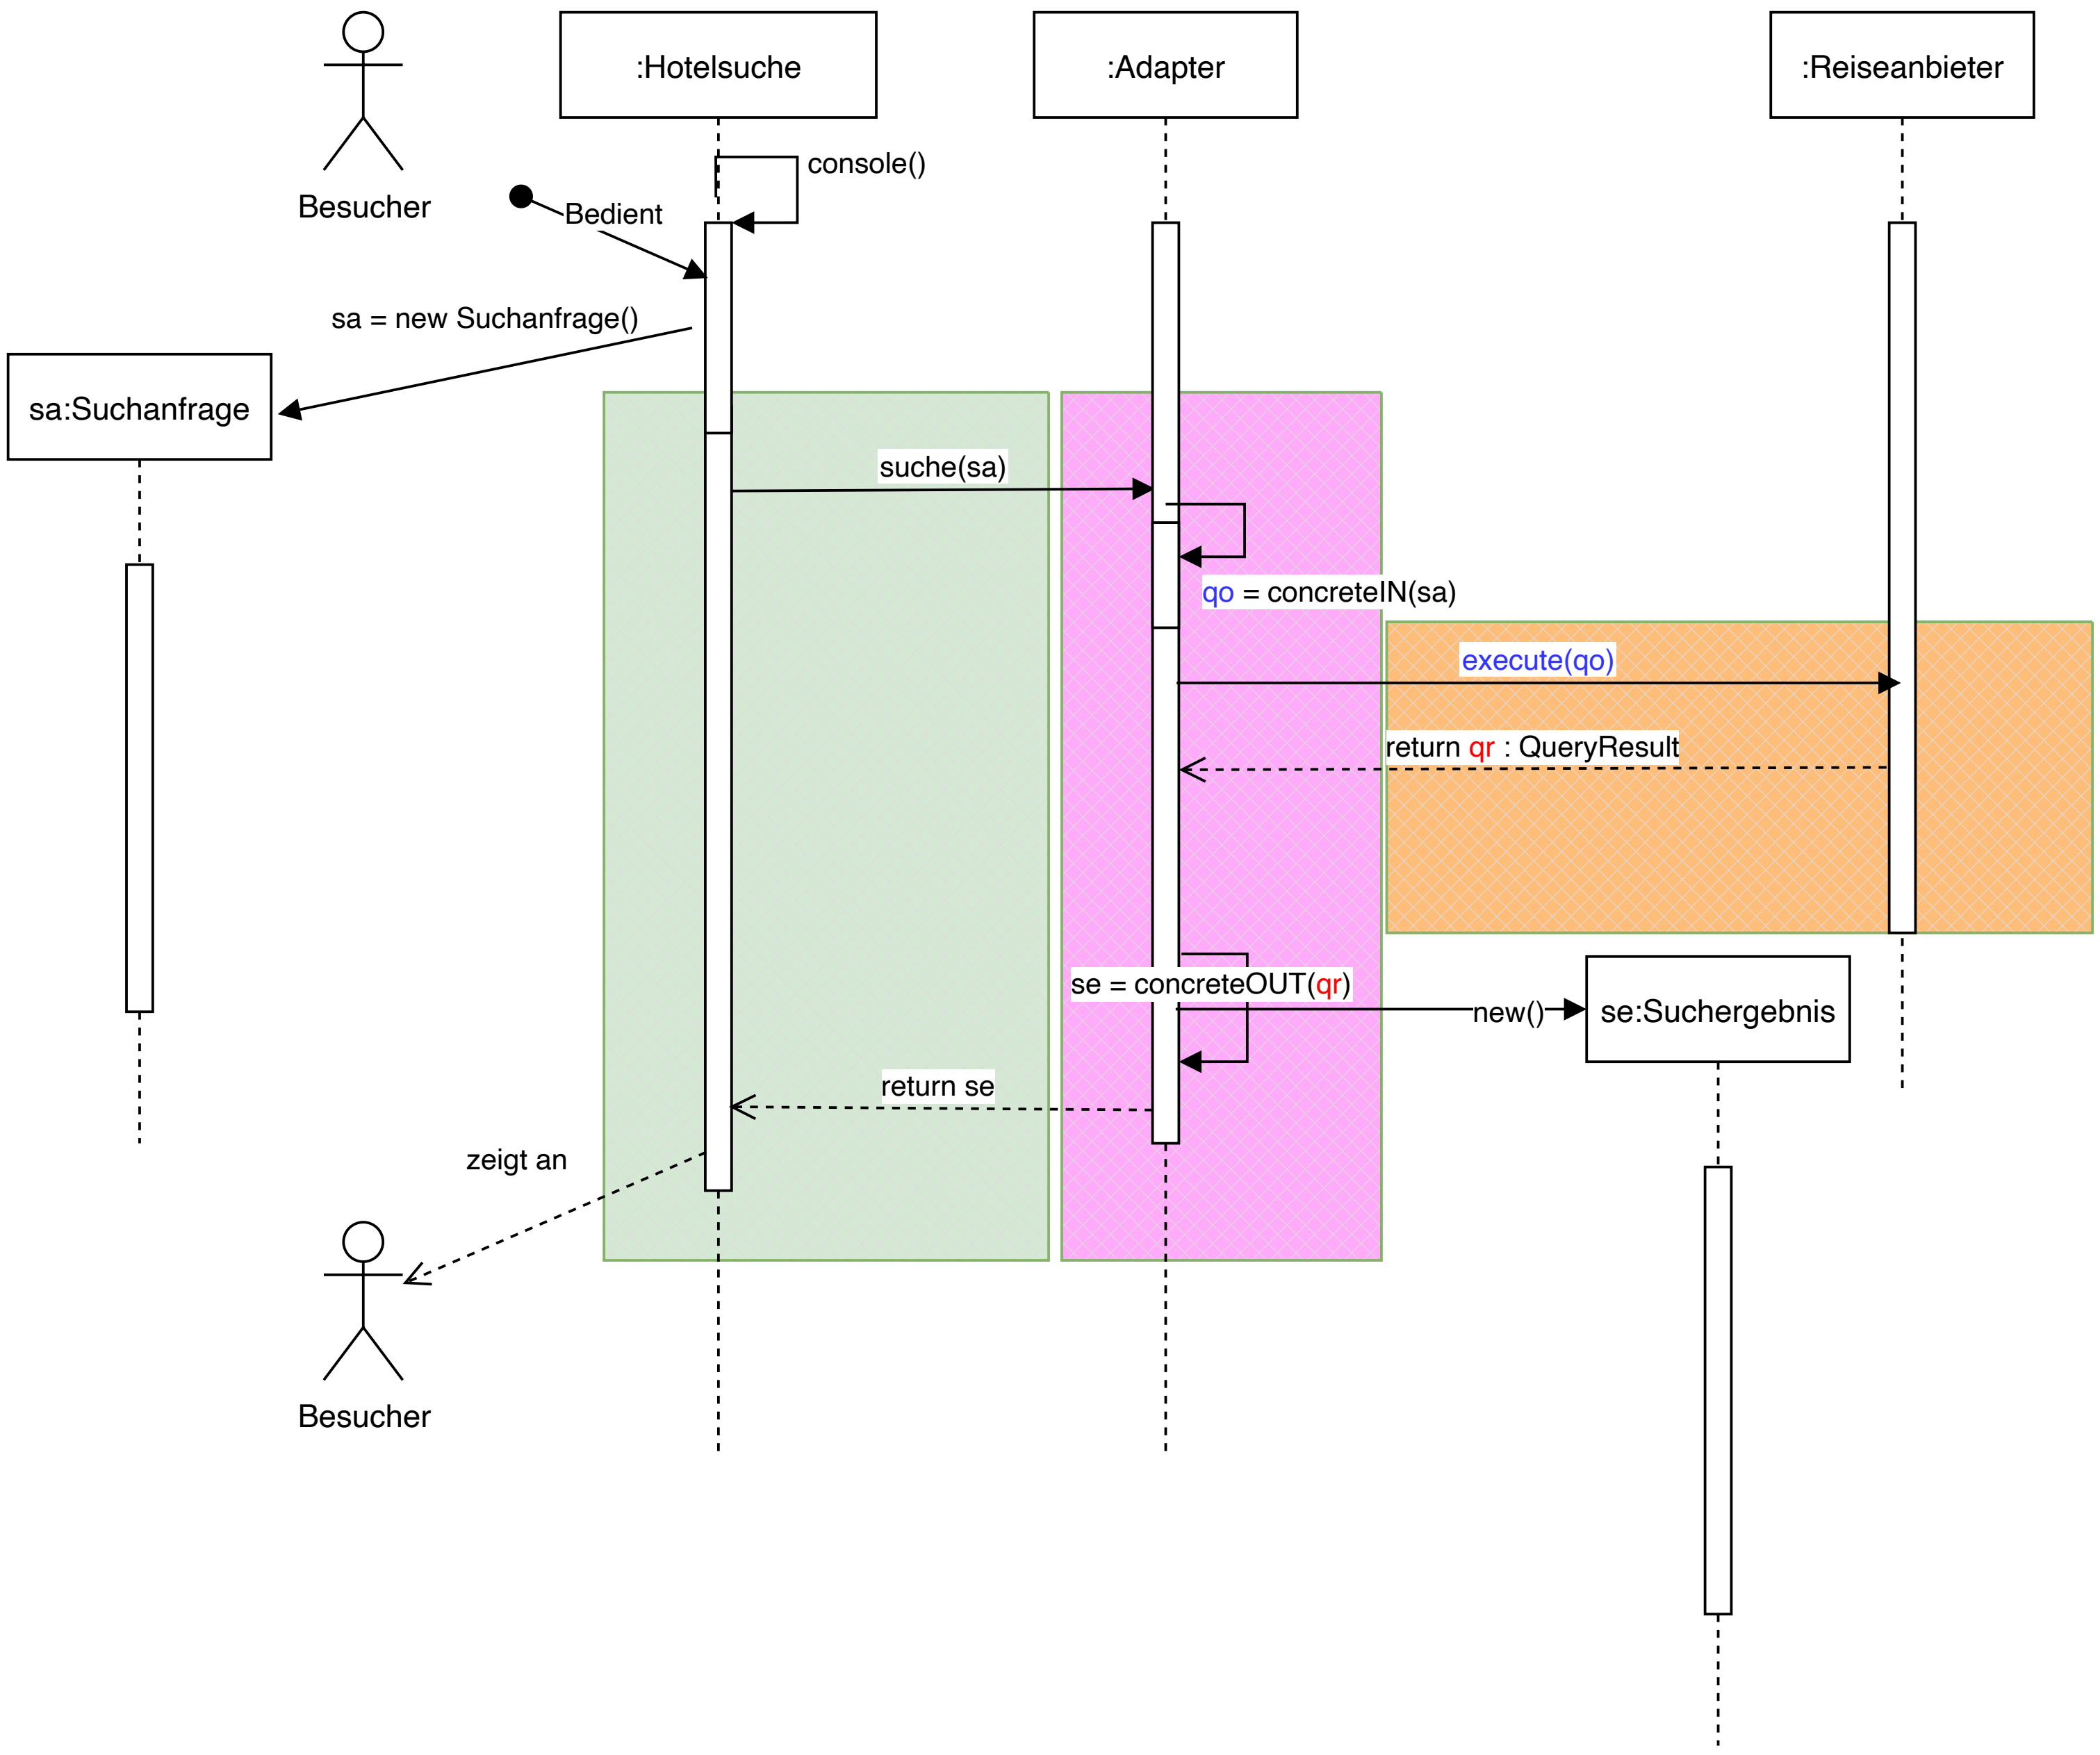 :Hotelsuche
:Adapter
:Reiseanbieter
console()
Besucher
Bedient
sa = new Suchanfrage()
sa:Suchanfrage
suche(sa)
qo = concreteIN(sa)
execute(qo)
return qr : QueryResult
se = concreteOUT(qr)
new()
se:Suchergebnis
return se
zeigt an
Besucher